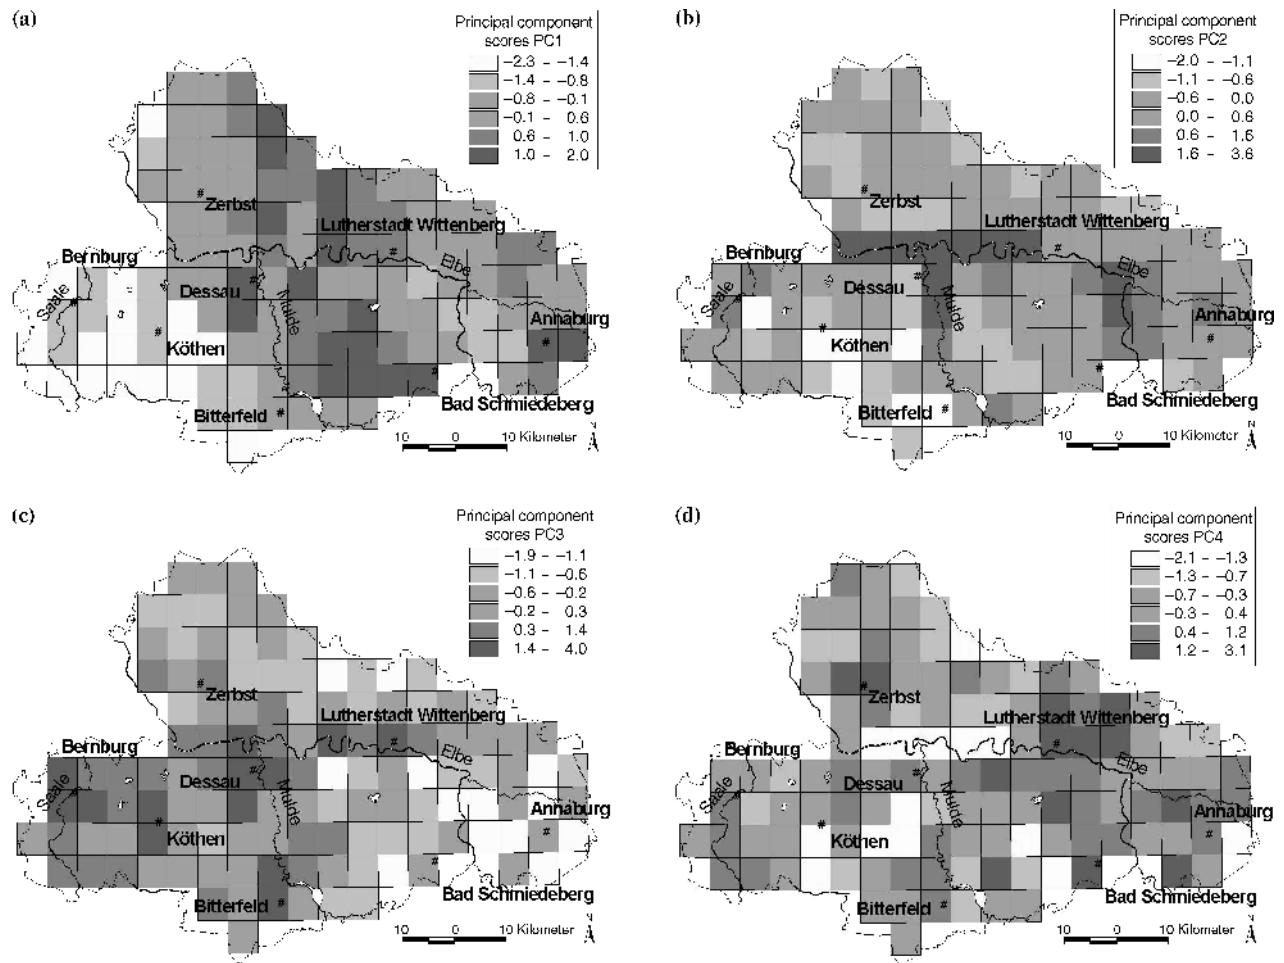 (a)
Principal component
scores PC1
−2.3 – −1.4
−1.4 – −0.8
−0.8 – −0.1
−0.1 – 0.6
0.6 – 1.0
1.0 – 2.0
Zerbst
Lutherstadt Wittenberg
Bernburg
Elbe
Saale
Dessau
Mulde
Annaburg
Köthen
Bitterfeld
Bad Schmiedeberg
10 0 10 Kilometer
N
(b)
Principal component
scores PC2
−2.0 – −1.1
−1.1 – −0.6
−0.6 – 0.0
0.0 – 0.6
0.6 – 1.6
1.6 – 3.6
Zerbst
Lutherstadt Wittenberg
Bernburg
Elbe
Saale
Dessau
Mulde
Annaburg
Köthen
Bitterfeld
Bad Schmiedeberg
10 0 10 Kilometer
N
(c)
Principal component
scores PC3
−1.9 – −1.1
−1.1 – −0.6
−0.6 – −0.2
−0.2 – 0.3
0.3 – 1.4
1.4 – 4.0
Zerbst
Lutherstadt Wittenberg
Bernburg
Elbe
Saale
Dessau
Mulde
Annaburg
Köthen
Bad Schmiedeberg
Bitterfeld
10 0 10 Kilometer
N
(d)
Principal component
scores PC4
−2.1 – −1.3
−1.3 – −0.7
−0.7 – −0.3
−0.3 – 0.4
0.4 – 1.2
1.2 – 3.1
Zerbst
Lutherstadt Wittenberg
Bernburg
Elbe
Saale
Dessau
Mulde
Annaburg
Köthen
Bad Schmiedeberg
Bitterfeld
10 0 10 Kilometer
N